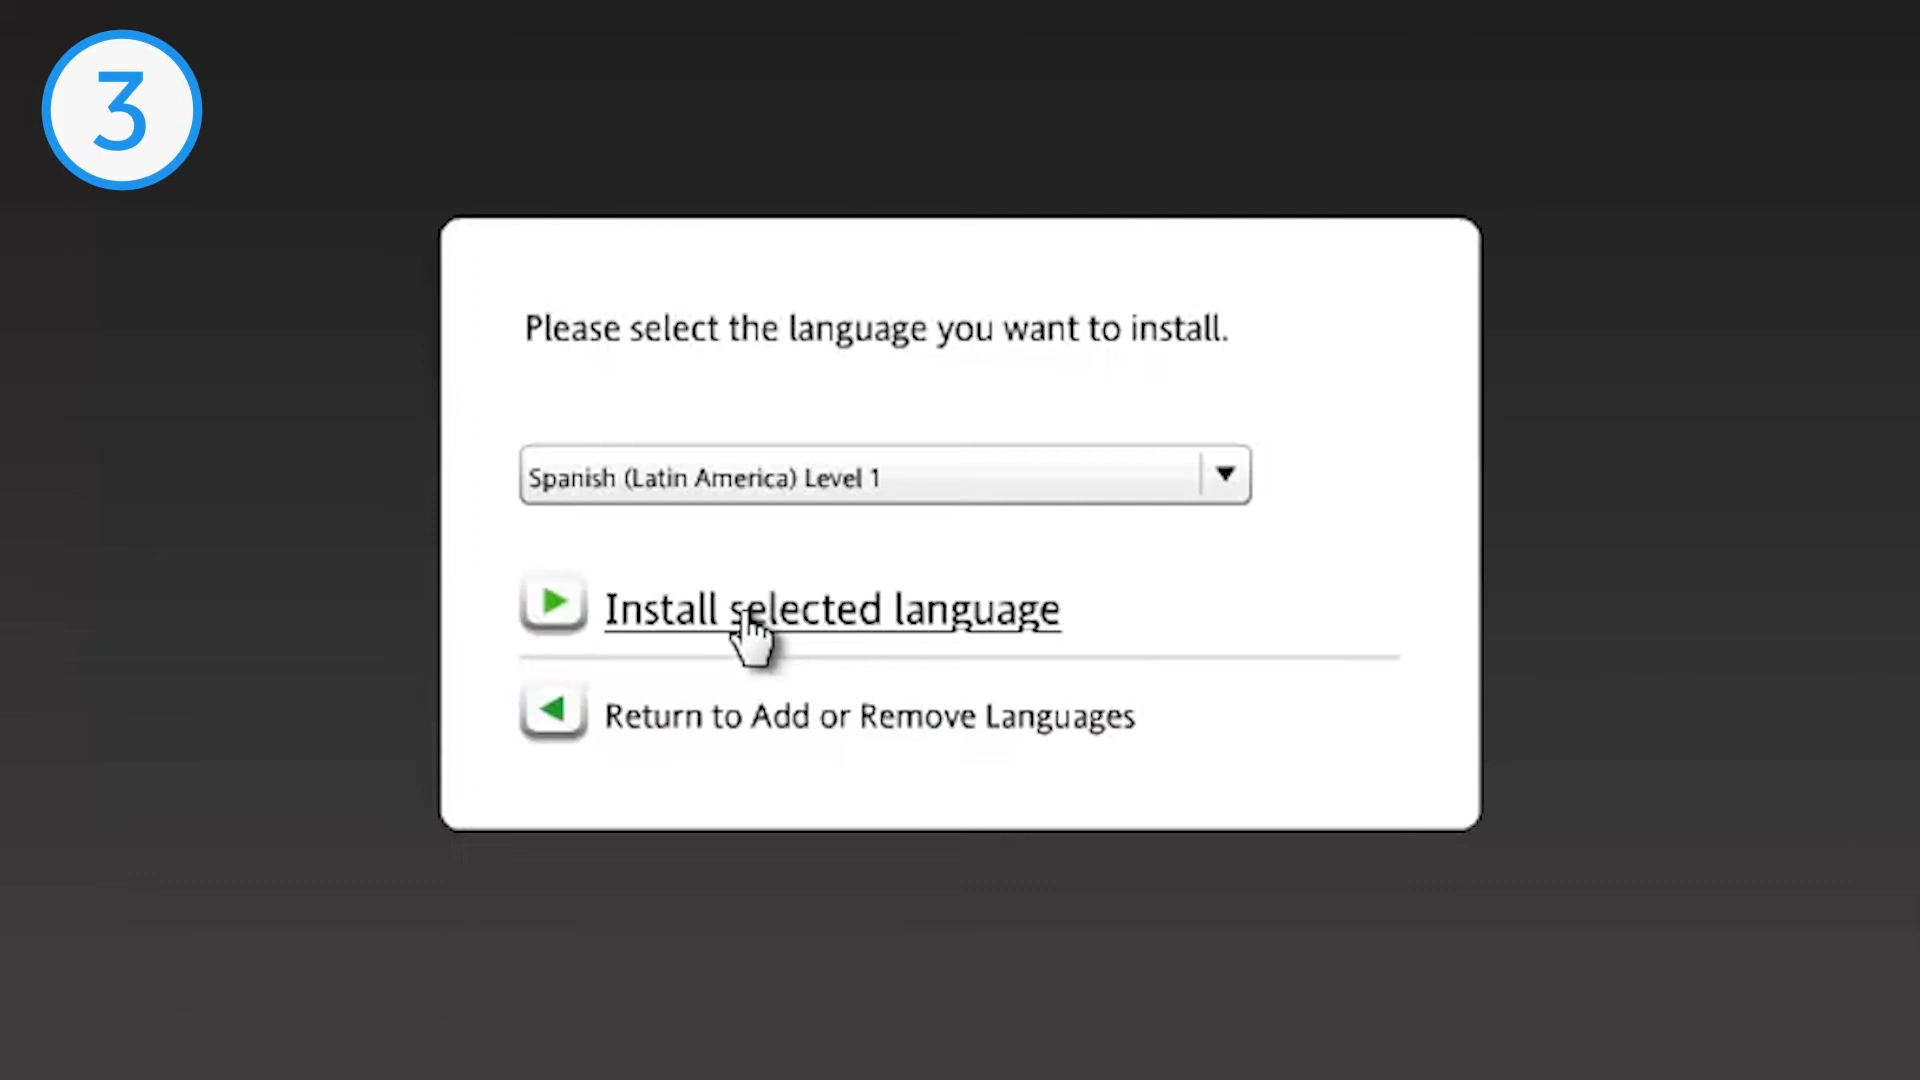 3
Please select the language you want to install.
Spanish (Latin America) Level 1
Install selected language
Return to Add or Remove Languages